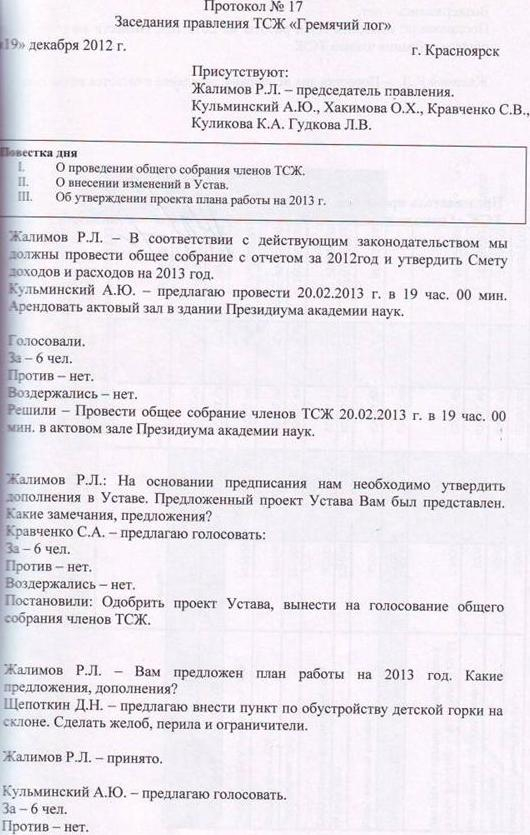 Протокол № 17
Заседания правления ТСЖ «Гремячий лог»
«19» декабря 2012 г.
г. Красноярск
Присутствуют:
Жалимов Р.Л. – председатель правления.
Кульминский А.Ю., Хакимова О.Х., Кравченко С.В.,
Куликова К.А. Гудкова Л.В.
Повестка дня
I. О проведении общего собрания членов ТСЖ.
II. О внесении изменений в Устав.
III. Об утверждении проекта плана работы на 2013 г.
Жалимов Р.Л. – В соответствии с действующим законодательством мы
должны провести общее собрание с отчетом за 2012год и утвердить Смету
доходов и расходов на 2013 год.
Кульминский А.Ю. – предлагаю провести 20.02.2013 г. в 19 час. 00 мин.
Арендовать актовый зал в здании Президиума академии наук.
Голосовали.
За – 6 чел.
Против – нет.
Воздержались – нет.
Решили – Провести общее собрание членов ТСЖ 20.02.2013 г. в 19 час. 00
мин. в актовом зале Президиума академии наук.
Жалимов Р.Л.: На основании предписания нам необходимо утвердить
дополнения в Уставе. Предложенный проект Устава Вам был представлен.
Какие замечания, предложения?
Кравченко С.А. – предлагаю голосовать:
За – 6 чел.
Против – нет.
Воздержались – нет.
Постановили: Одобрить проект Устава, вынести на голосование общего
собрания членов ТСЖ.
Жалимов Р.Л. – Вам предложен план работы на 2013 год. Какие
предложения, дополнения?
Щепоткин Д.Н. – предлагаю внести пункт по обустройству детской горки на
склоне. Сделать желоб, перила и ограничители.
Жалимов Р.Л. – принято.
Кульминский А.Ю. – предлагаю голосовать.
За – 6 чел.
Против – нет.